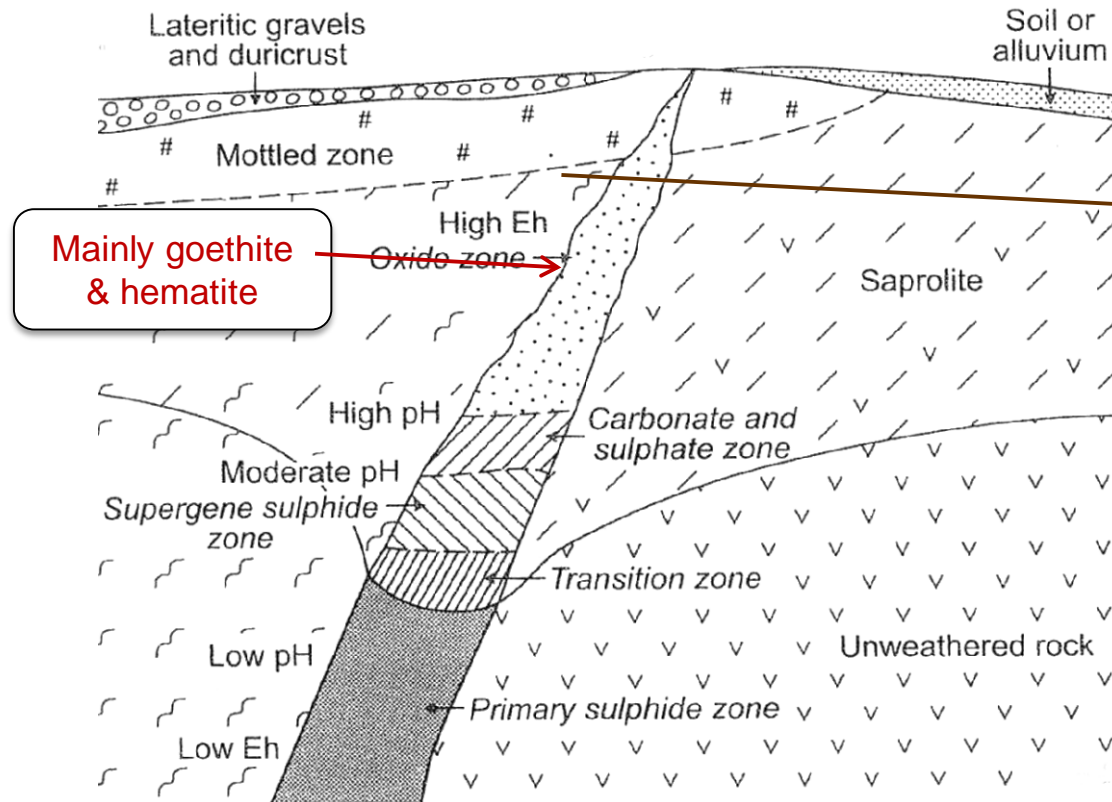 Lateritic gravels
and duricrust
Soil or
alluvium
#
#
#
#
#
#
#
Mottled zone
High Eh
Oxide zone
Mainly goethite
& hematite
Saprolite
High pH
Carbonate and
sulphate zone
Moderate pH
Supergene sulphide
zone
Transition zone
Low pH
Unweathered rock
Primary sulphide zone
Low Eh